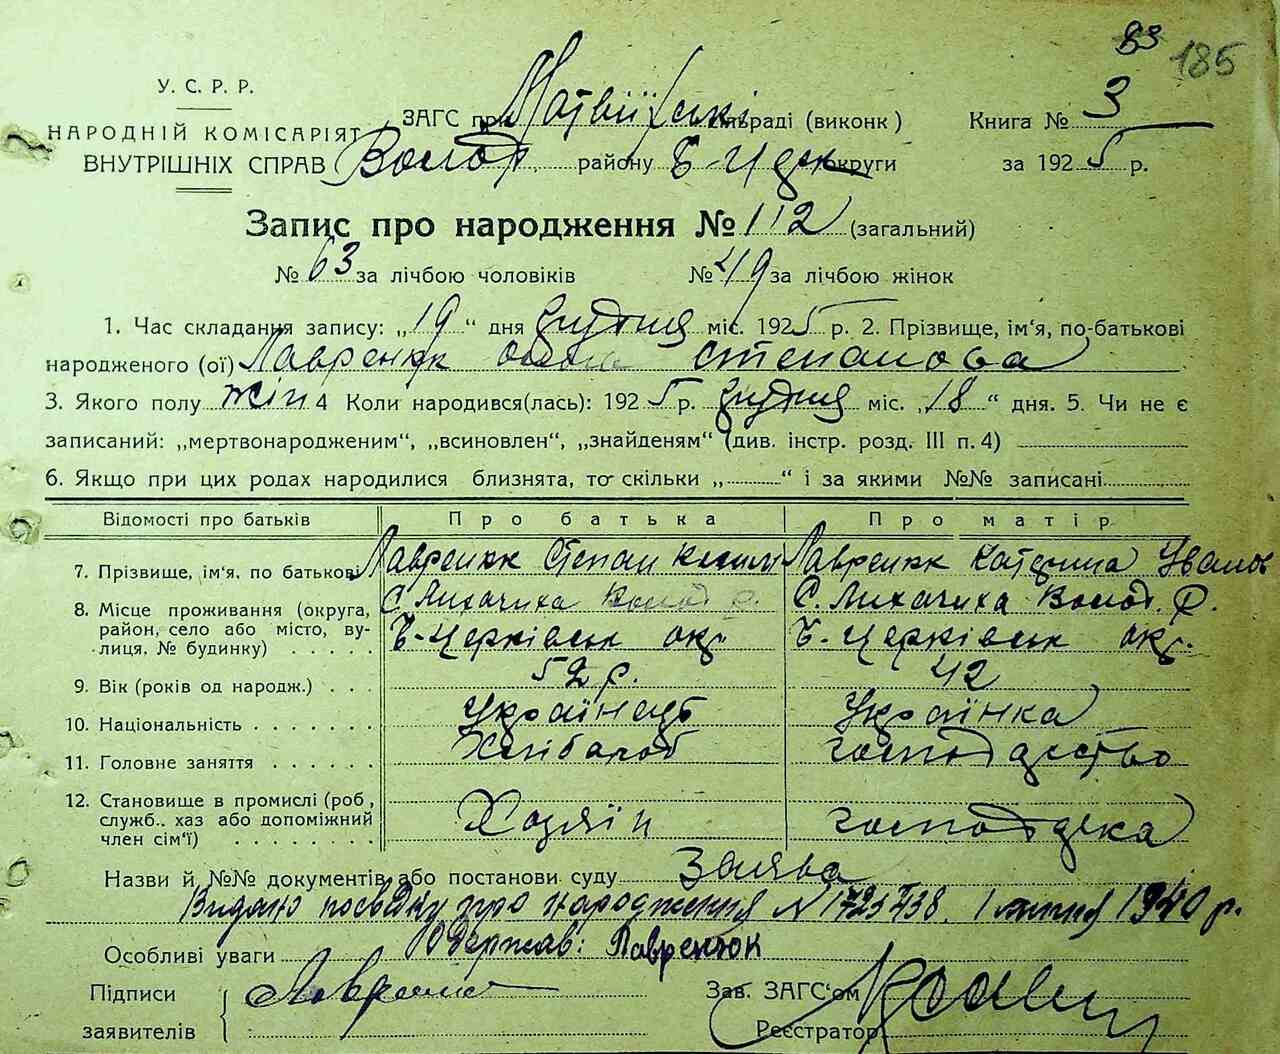 83 185
У. С. Р. Р.
НАРОДНІЙ КОМІСАРІЯТ
ВНУТРІШНІХ СПРАВ
ЗАГС при сільраді (виконк) Книга № 3
Волод. району Б-Ц округи за 1925 р.
Запис про народження № 112 (загальний)
№ 63 за лічбою чоловіків № 49 за лічбою жінок
1. Час складання запису: „19" дня грудня міс. 1925 р. 2. Прізвище, ім'я, по-батькові
народженого (ої) Лавренюк Степанова
3. Якого полу жін 4 Коли народився(лась): 1925 р. грудня міс. „18" дня. 5. Чи не є
записаний: „мертвонародженим", „всиновлен", „знайденям" (див. інстр. розд. III п. 4)
6. Якщо при цих родах народилися близнята, то скільки „ " і за якими №№ записані
Відомості про батьків Про батька Про матір
7. Прізвище, ім'я, по батькові Лавренюк Степан Лавренюк Катерина Іванов
8. Місце проживання (округа, район, село або місто, вулиця. № будинку) С. Лихачиха Волод. р. С. Лихачиха Волод. Р.
Б-Церківськ окр. Б-Церківськ окр.
9. Вік (років од народж.) 52 р. 42
10. Національність Українець Українка
11. Головне заняття Хлібороб господарство
12. Становище в промислі (роб, служб.. хаз або допоміжний член сім'ї) Хазяїн
Назви й №№ документів або постанови суду Заява
Видано посвідку про народження N 1 липня 1940 р.
Особливі уваги Одержав: Лавренюк
Підписи
заявителів
Зав. ЗАГС'ом
Реєстратор